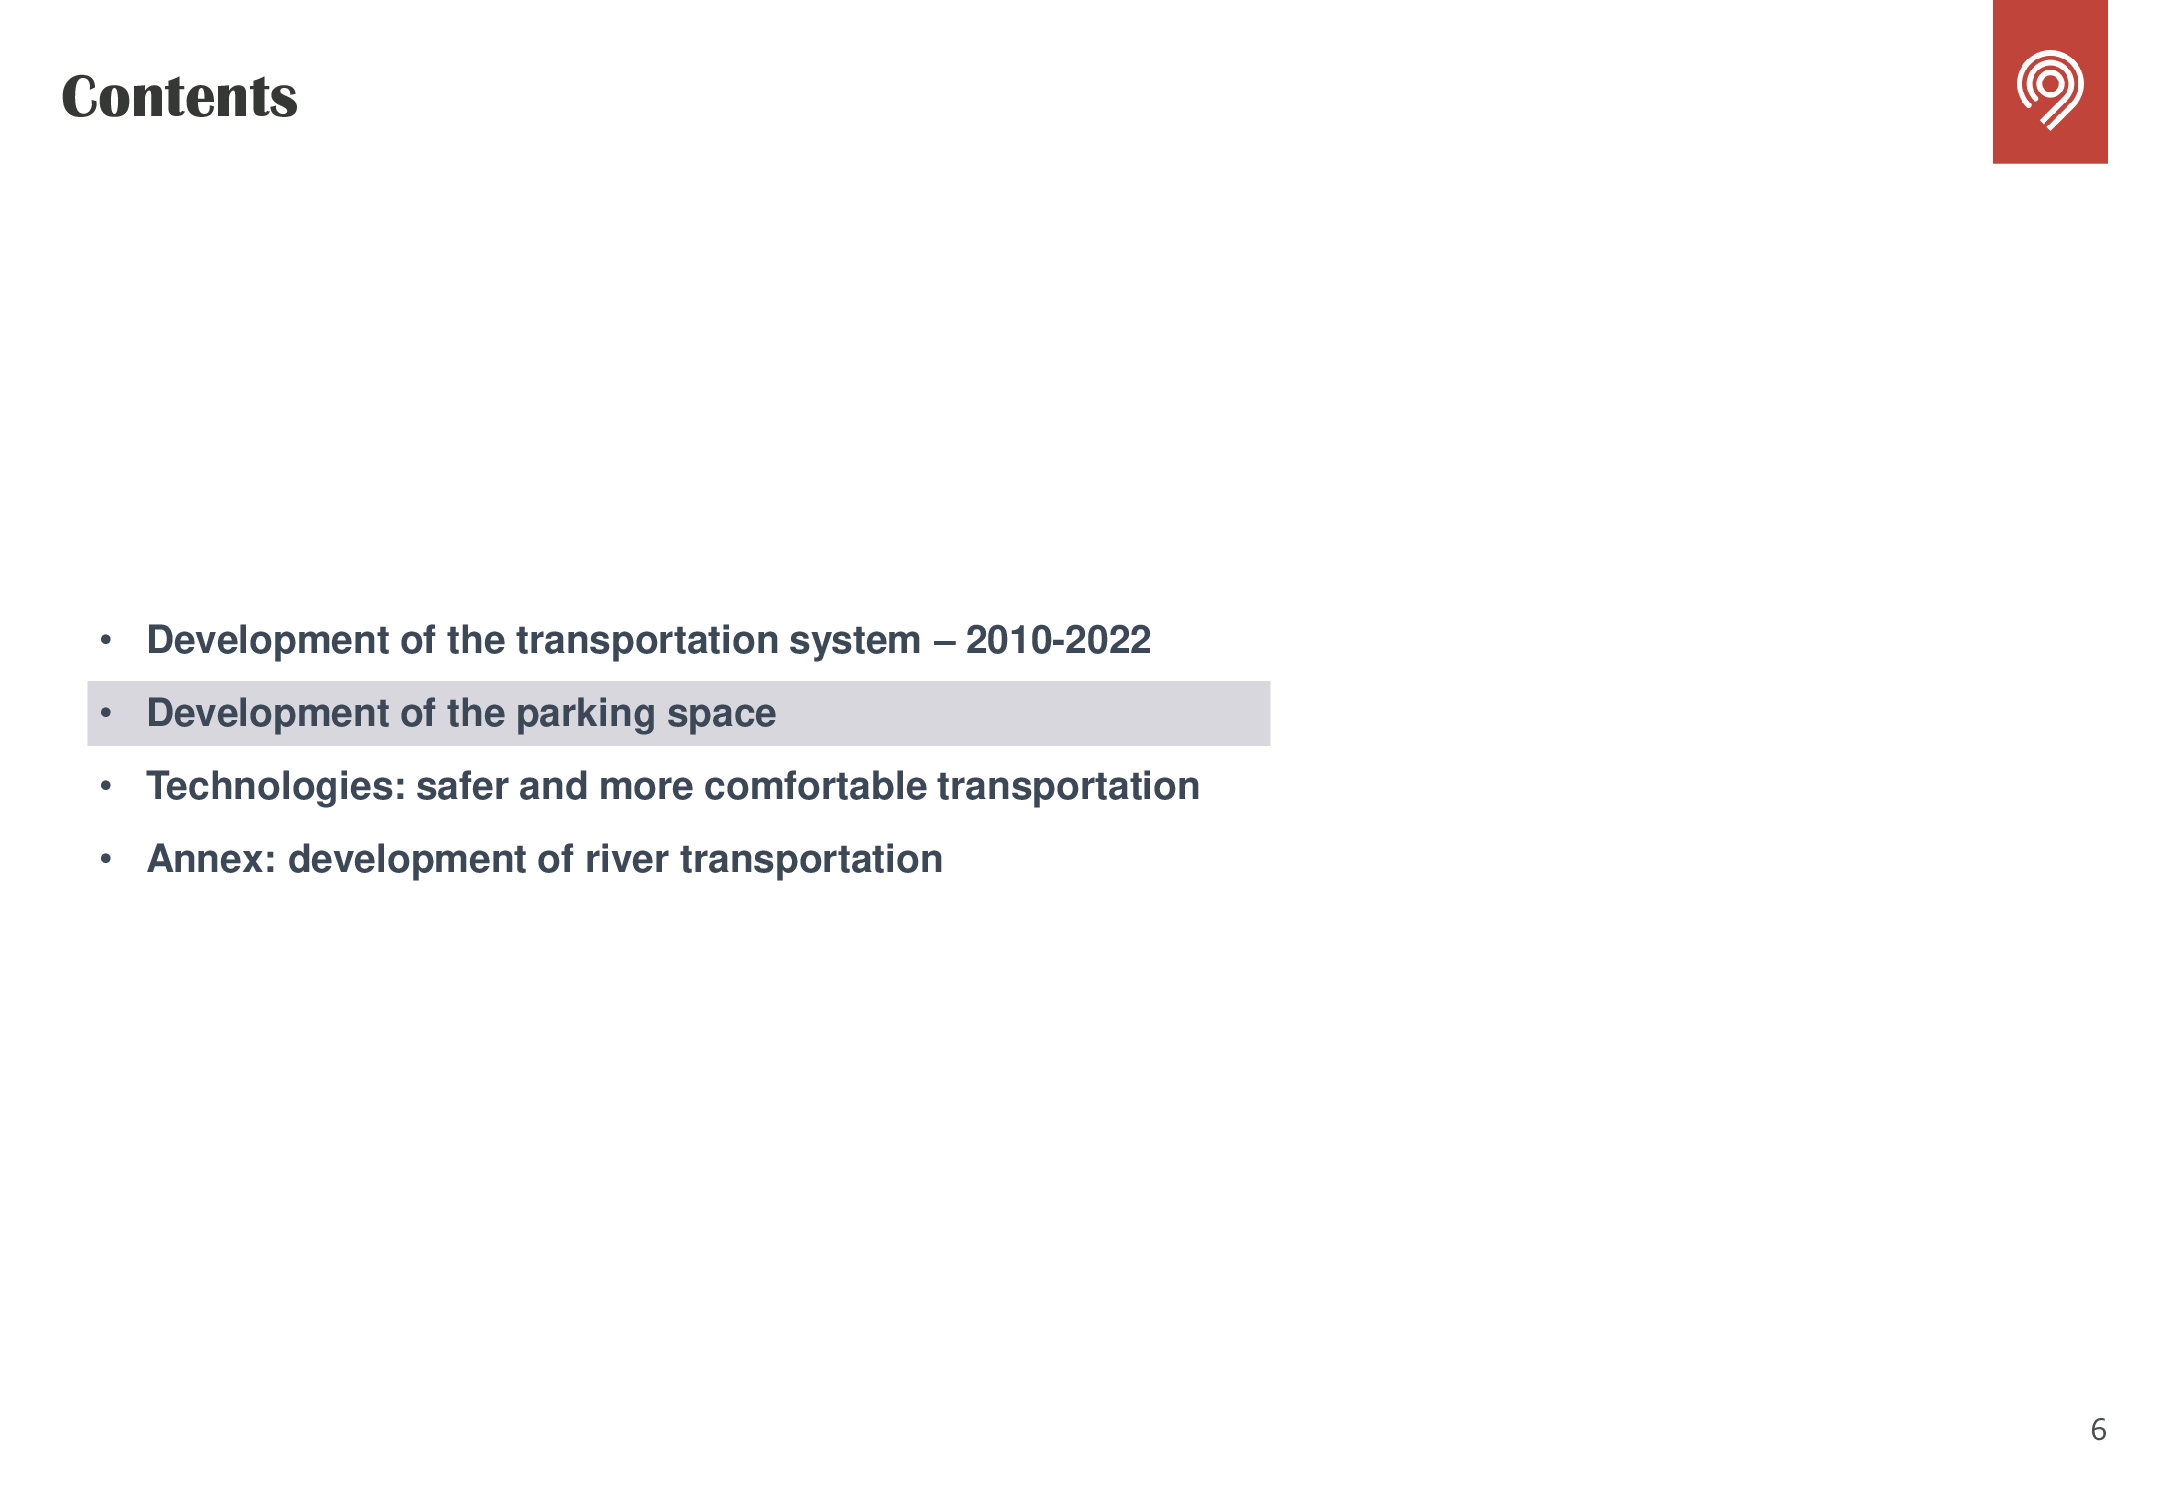 Contents
• Development of the transportation system – 2010-2022
• Development of the parking space
• Technologies: safer and more comfortable transportation
• Annex: development of river transportation
6